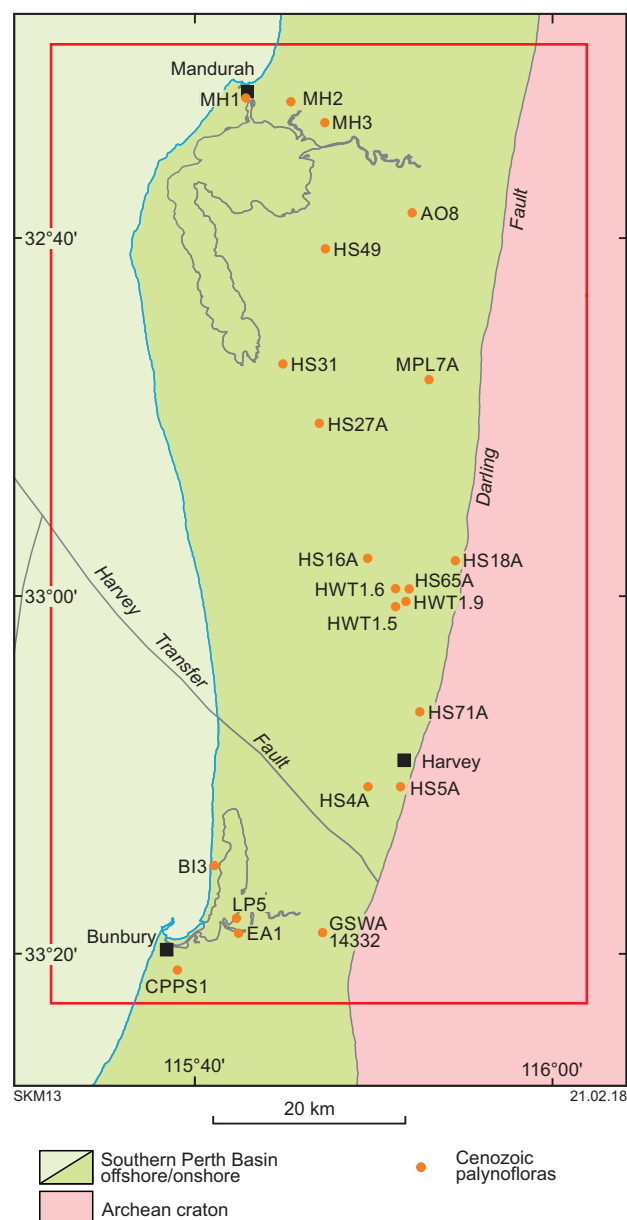 Mandurah
MH1
MH2
MH3
AO8
Fault
32°40'
HS49
HS31
MPL7A
HS27A
Darling
HS16A
HS18A
HS65A
HWT1.6
33°00'
HWT1.9
HWT1.5
Harvey
Transfer
Fault
HS71A
Harvey
HS4A
HS5A
BI3
LP5
EA1
GSWA
14332
Bunbury
33°20'
CPPS1
115°40'
116°00'
SKM13
21.02.18
20 km
Southern Perth Basin
offshore/onshore
Cenozoic
palynofloras
Archean craton